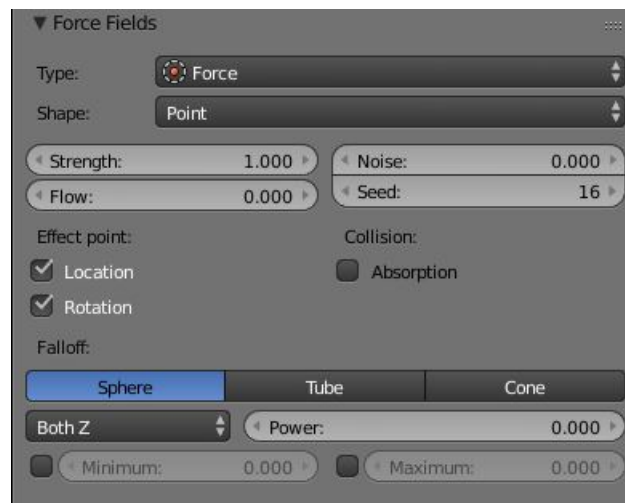 Force Fields
Type: Force
Shape: Point
Strength: 1.000 Noise: 0.000
Flow: 0.000 Seed: 16
Effect point: Collision:
Location Absorption
Rotation
Falloff:
Sphere Tube Cone
Both Z Power: 0.000
Minimum: 0.000 Maximum: 0.000